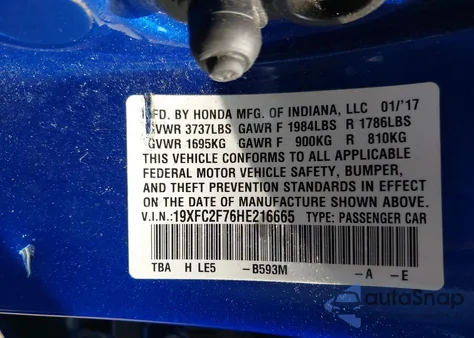 MFD. BY HONDA MFG. OF INDIANA, LLC 01/'17
GVWR 3737LBS GAWR F 1984LBS R 1786LBS
GVWR 1695KG GAWR F 900KG R 810KG
THIS VEHICLE CONFORMS TO ALL APPLICABLE
FEDERAL MOTOR VEHICLE SAFETY, BUMPER,
AND THEFT PREVENTION STANDARDS IN EFFECT
ON THE DATE OF MANUFACTURE SHOWN ABOVE.
V.I.N.: 19XFC2F76HE216665 TYPE: PASSENGER CAR
TBA H LE5 -B593M -A -E
autoSnap